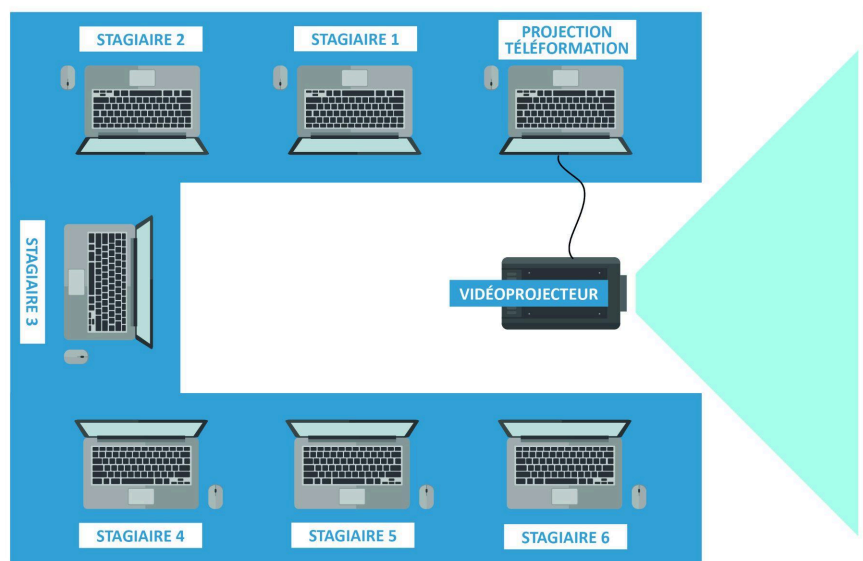 STAGIAIRE 2
STAGIAIRE 1
PROJECTION
TÉLÉFORMATION
STAGIAIRE 3
VIDÉOPROJECTEUR
STAGIAIRE 4
STAGIAIRE 5
STAGIAIRE 6